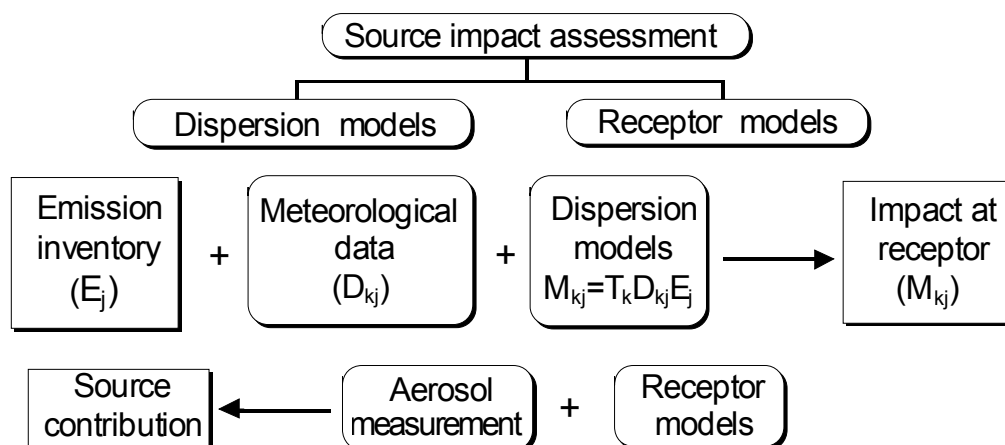 Source impact assessment
Dispersion models
Receptor models
Emission
inventory
(Ej)
+
Meteorological
data
(Dkj)
+
Dispersion
models
Mkj=TkDkjEj
Impact at
receptor
(Mkj)
Source
contribution
Aerosol
measurement
+
Receptor
models